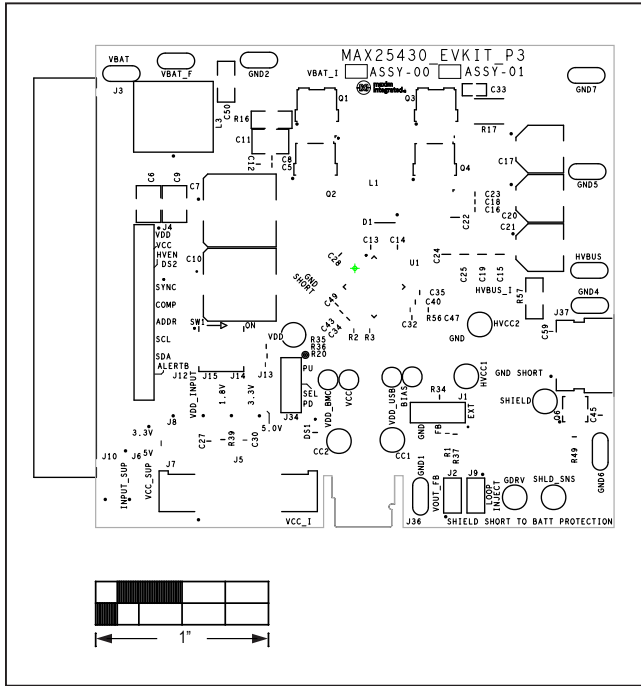 MAX25430_EVKIT_P3
VBAT
VBAT_F
GND2
VBAT_I
ASSY-00
ASSY-01
maxim
integrated
GND7
J3
L3
C50
Q1
Q3
C33
R16
R17
C11
C12
C8
C5
C17
Q2
Q4
L1
C6
C9
C7
GND5
C23
C18
C16
C20
C21
C22
D1
J4
VDD
VCC
HVEN
DS2
C10
C13
C14
C28
U1
C24
C25
C19
C15
HVBUS
HVBUS_I
R57
GND4
GND SHORT
SYNC
COMP
ADDR
SCL
SDA
ALERTB
SW1
ON
VDD
C49
C43
C34
R2
R3
C35
C40
R56
C47
C32
GND
HVCC2
C59
J37
R35
R36
R20
J12
J15
J14
J13
VDD_INPUT
1.8V
3.3V
5.0V
PU
SEL
PD
J34
VDD_BMC
VCC
VDD_USB
BIAS
HVCC1
GND SHORT
SHIELD
R34
J1
EXT
FB
GND
Q6
C45
J8
3.3V
5V
C27
R39
C30
DS1
CC2
CC1
R1
R37
R49
GND6
J10
J6
INPUT_SUP
VCC_SUP
J7
J5
VCC_I
GND1
J36
VOUT_FB
J2
J9
LOOP
INJECT
GDRV
SHLD_SNS
SHIELD SHORT TO BATT PROTECTION
1"